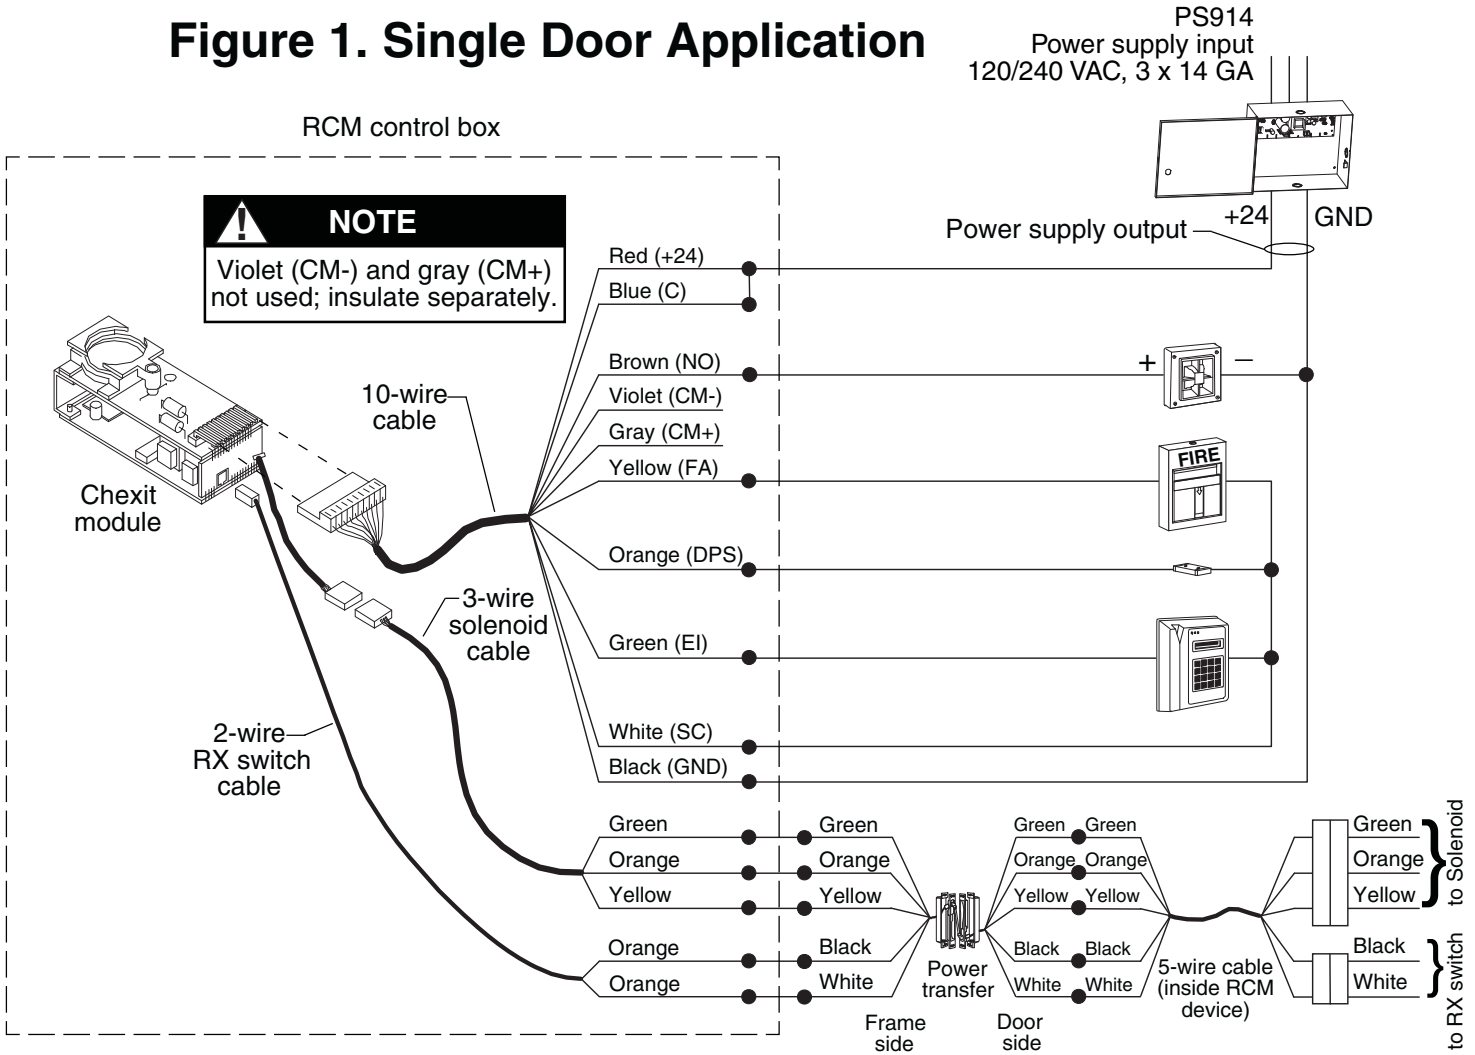 Figure 1. Single Door Application
PS914
Power supply input
120/240 VAC, 3 x 14 GA
RCM control box
NOTE
Violet (CM-) and gray (CM+)
not used; insulate separately.
+24
GND
Power supply output
Red (+24)
Blue (C)
Brown (NO)
+
–
Violet (CM-)
Gray (CM+)
Yellow (FA)
FIRE
10-wire
cable
Chexit
module
Orange (DPS)
3-wire
solenoid
cable
Green (EI)
2-wire
RX switch
cable
White (SC)
Black (GND)
Green
Orange
Yellow
Orange
Orange
Green
Orange
Yellow
Black
White
Power
transfer
Frame
side
Door
side
Green Green
Orange Orange
Yellow Yellow
Black Black
White White
5-wire cable
(inside RCM
device)
Green
Orange
Yellow
to Solenoid
Black
White
to RX switch